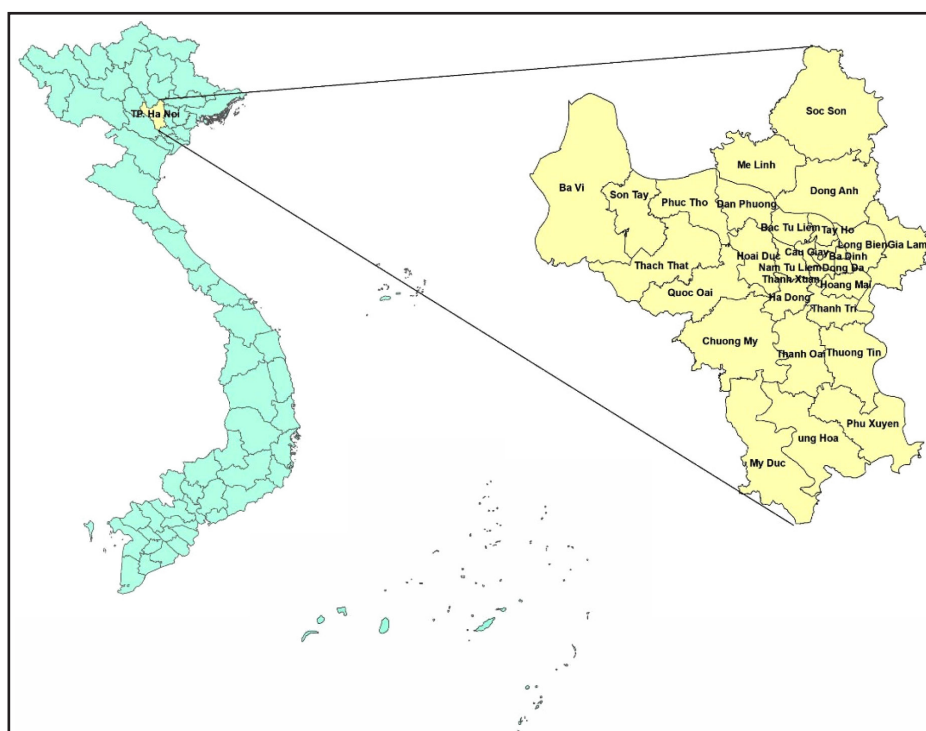 TP. Ha Noi
Soc Son
Me Linh
Ba Vi
Son Tay
Dong Anh
Phuc Tho
Dan Phuong
Bac Tu Liem
Tay Ho
Long Bien
Gia Lam
Hoai Duc
Cau Giay
Ba Dinh
Thach That
Nam Tu Liem
Dong Da
Thanh Xuan
Hoang Mai
Quoc Oai
Ha Dong
Thanh Tri
Chuong My
Thanh Oai
Thuong Tin
Phu Xuyen
ung Hoa
My Duc